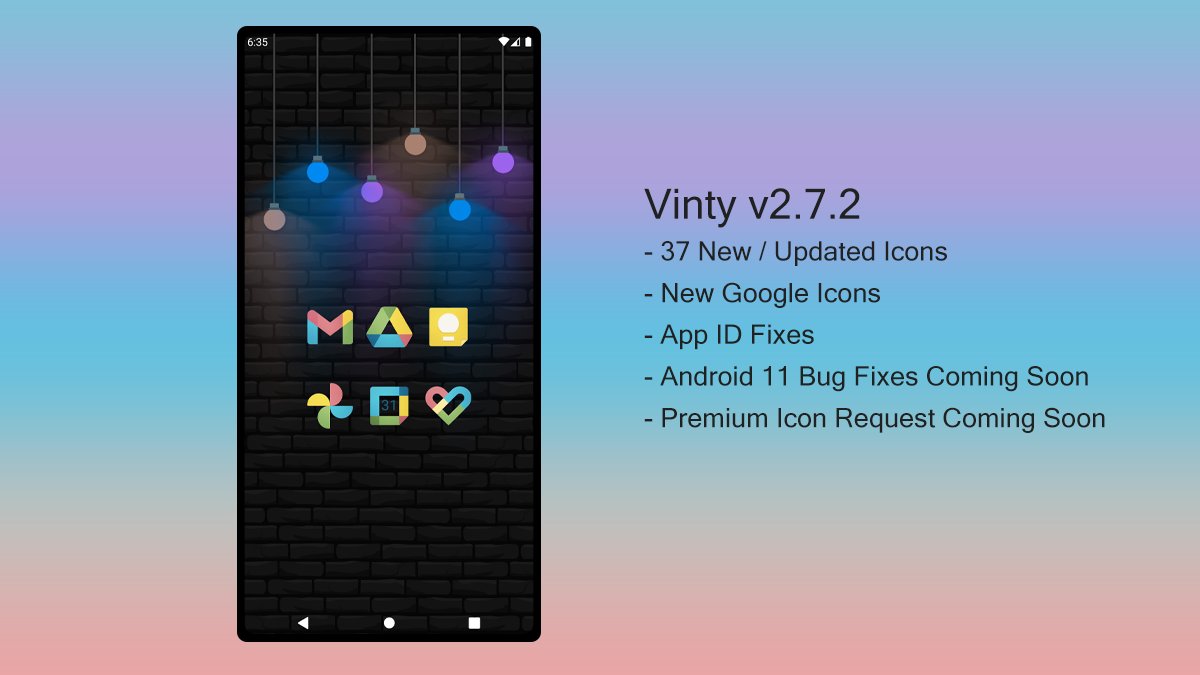 6:35
31
Vinty v2.7.2
- 37 New / Updated Icons
- New Google Icons
- App ID Fixes
- Android 11 Bug Fixes Coming Soon
- Premium Icon Request Coming Soon